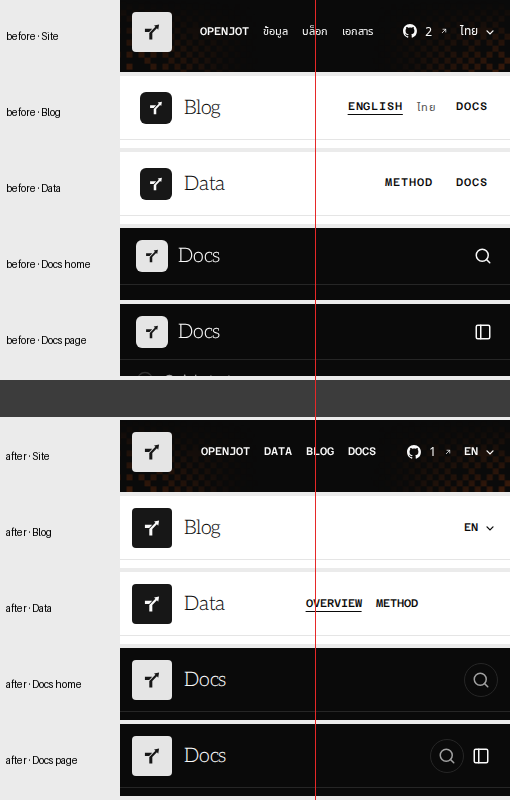 before · Site
OPENJOT ข้อมูล บล็อก เอกสาร 2 ↗ ไทย
before · Blog
Blog ENGLISH ไทย DOCS
before · Data
Data METHOD DOCS
before · Docs home
Docs
before · Docs page
Docs
after · Site
OPENJOT DATA BLOG DOCS 1 ↗ EN
after · Blog
Blog EN
after · Data
Data OVERVIEW METHOD
after · Docs home
Docs
after · Docs page
Docs